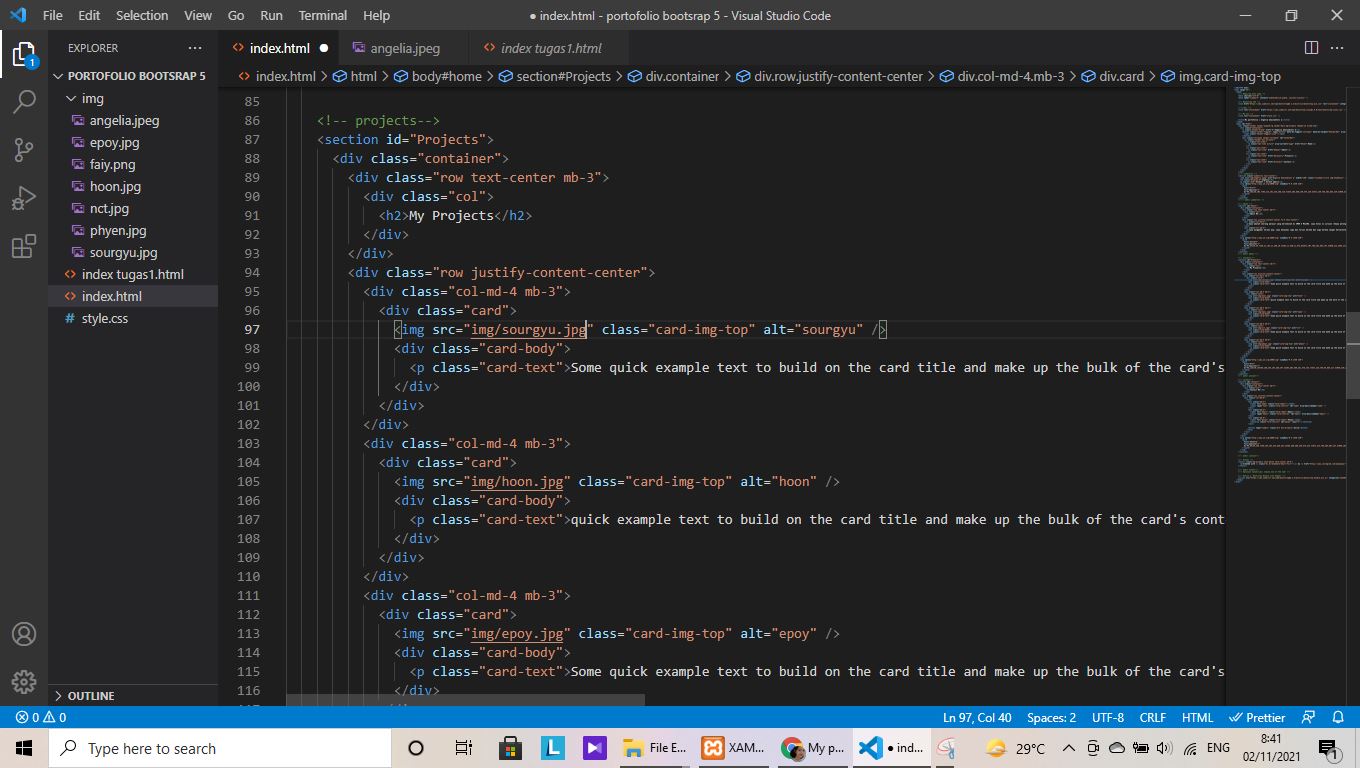 File Edit Selection View Go Run Terminal Help
● index.html - portofolio bootsrap 5 - Visual Studio Code
EXPLORER ...
index.html ●
angelia.jpeg
index tugas1.html
PORTOFOLIO BOOTSRAP 5
index.html > html > body#home > section#Projects > div.container > div.row.justify-content-center > div.col-md-4.mb-3 > div.card > img.card-img-top
1
img
angelia.jpeg
epoy.jpg
faiy.png
hoon.jpg
nct.jpg
phyen.jpg
sourgyu.jpg
index tugas1.html
index.html
# style.css
OUTLINE
85
86 <!-- projects-->
87 <section id="Projects">
88 <div class="container">
89 <div class="row text-center mb-3">
90 <div class="col">
91 <h2>My Projects</h2>
92 </div>
93 </div>
94 <div class="row justify-content-center">
95 <div class="col-md-4 mb-3">
96 <div class="card">
97 <img src="img/sourgyu.jpg" class="card-img-top" alt="sourgyu" />
98 <div class="card-body">
99 <p class="card-text">Some quick example text to build on the card title and make up the bulk of the card's
100 </div>
101 </div>
102 </div>
103 <div class="col-md-4 mb-3">
104 <div class="card">
105 <img src="img/hoon.jpg" class="card-img-top" alt="hoon" />
106 <div class="card-body">
107 <p class="card-text">quick example text to build on the card title and make up the bulk of the card's cont
108 </div>
109 </div>
110 </div>
111 <div class="col-md-4 mb-3">
112 <div class="card">
113 <img src="img/epoy.jpg" class="card-img-top" alt="epoy" />
114 <div class="card-body">
115 <p class="card-text">Some quick example text to build on the card title and make up the bulk of the card's
116 </div>
0 0
Ln 97, Col 40 Spaces: 2 UTF-8 CRLF HTML Prettier
Type here to search
L
File E...
XAM...
My p...
● ind...
29°C
ENG
8:41
02/11/2021
1